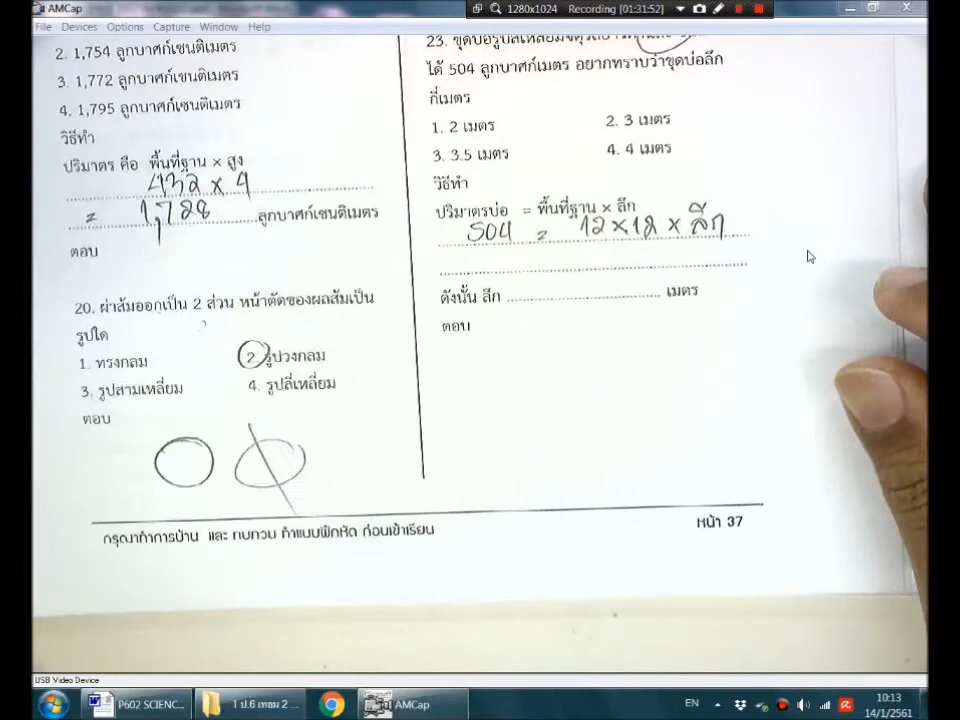 AMCap
1280x1024 Recording [01:31:52]
File Devices Options Capture Window Help
2. 1,754 ลูกบาศก์เซนติเมตร
3. 1,772 ลูกบาศก์เซนติเมตร
4. 1,795 ลูกบาศก์เซนติเมตร
วิธีทำ
ปริมาตร คือ พื้นที่ฐาน × สูง
432 × 4
= 1,728 ลูกบาศก์เซนติเมตร
ตอบ
20. ผ่าส้มออกเป็น 2 ส่วน หน้าตัดของผลส้มเป็น
รูปใด
1. ทรงกลม 2. รูปวงกลม
3. รูปสามเหลี่ยม 4. รูปสี่เหลี่ยม
ตอบ
23.
ได้ 504 ลูกบาศก์เมตร อยากทราบว่าขุดบ่อลึก
กี่เมตร
1. 2 เมตร 2. 3 เมตร
3. 3.5 เมตร 4. 4 เมตร
วิธีทำ
ปริมาตรบ่อ = พื้นที่ฐาน × ลึก
504 = 12 × 12 × ลึก
ดังนั้น ลึก เมตร
ตอบ
กรุณาทำการบ้าน และ ทบทวน ทำแบบฝึกหัด ก่อนเข้าเรียน
หน้า 37
USB Video Device
P602 SCIENC...
1 ป.6 เทอม 2 ...
AMCap
EN
10:13
14/1/2561